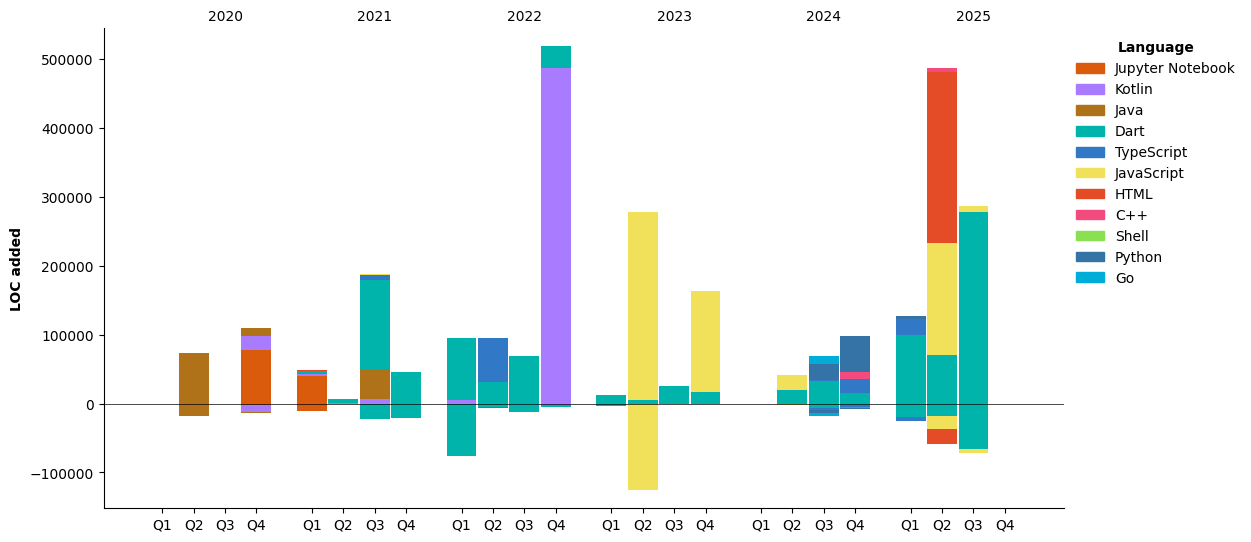 2020 2021 2022 2023 2024 2025
Language
Jupyter Notebook
Kotlin
Java
Dart
TypeScript
JavaScript
HTML
C++
Shell
Python
Go
LOC added
500000
400000
300000
200000
100000
0
−100000
Q1 Q2 Q3 Q4 Q1 Q2 Q3 Q4 Q1 Q2 Q3 Q4 Q1 Q2 Q3 Q4 Q1 Q2 Q3 Q4 Q1 Q2 Q3 Q4